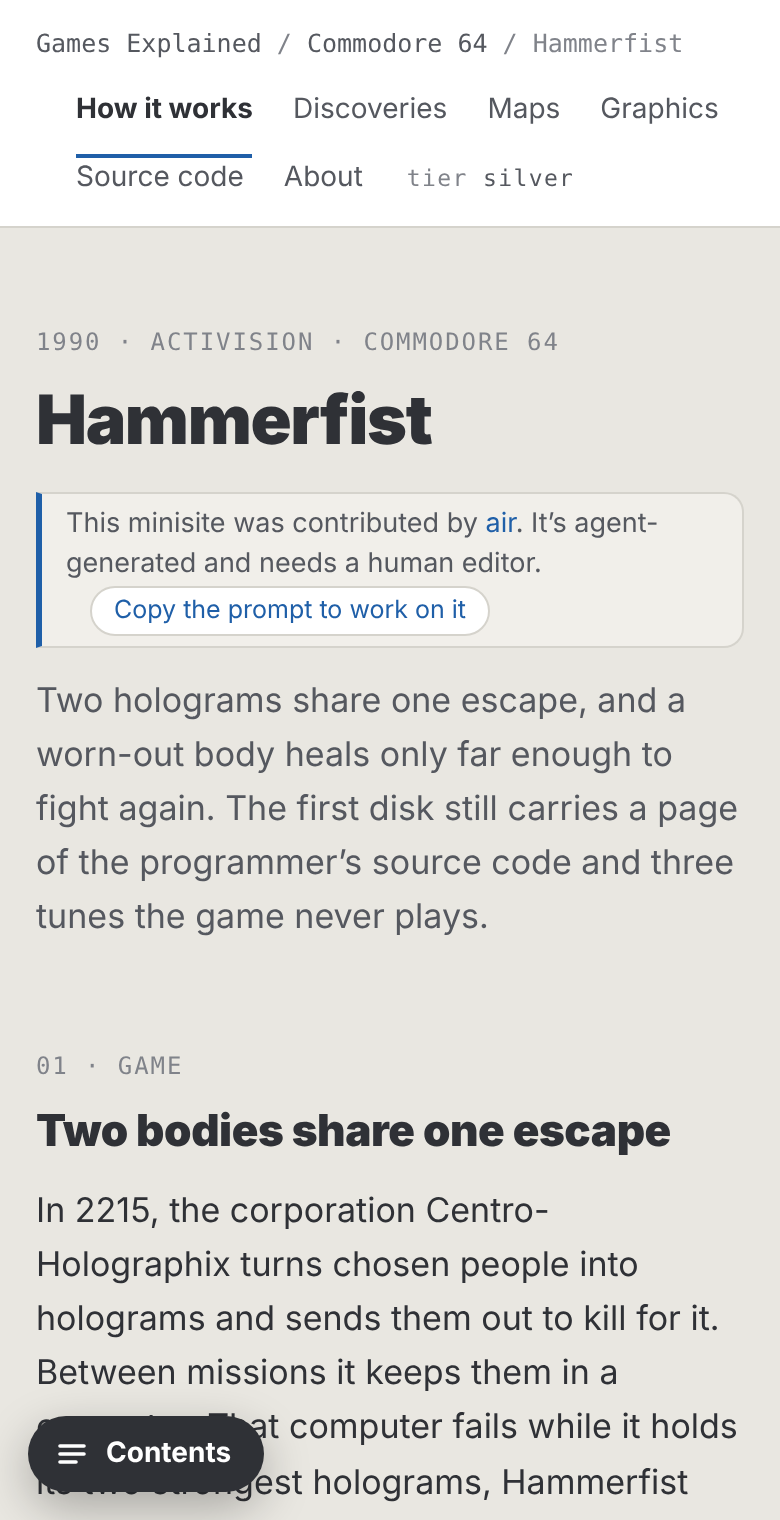 Games Explained / Commodore 64 / Hammerfist
How it works Discoveries Maps Graphics
Source code About tier silver
1990 · ACTIVISION · COMMODORE 64
Hammerfist
This minisite was contributed by air. It’s agent-
generated and needs a human editor.
Copy the prompt to work on it
Two holograms share one escape, and a
worn-out body heals only far enough to
fight again. The first disk still carries a page
of the programmer’s source code and three
tunes the game never plays.
01 · GAME
Two bodies share one escape
In 2215, the corporation Centro-
Holographix turns chosen people into
holograms and sends them out to kill for it.
Between missions it keeps them in a
That computer fails while it holds
holograms, Hammerfist
Contents